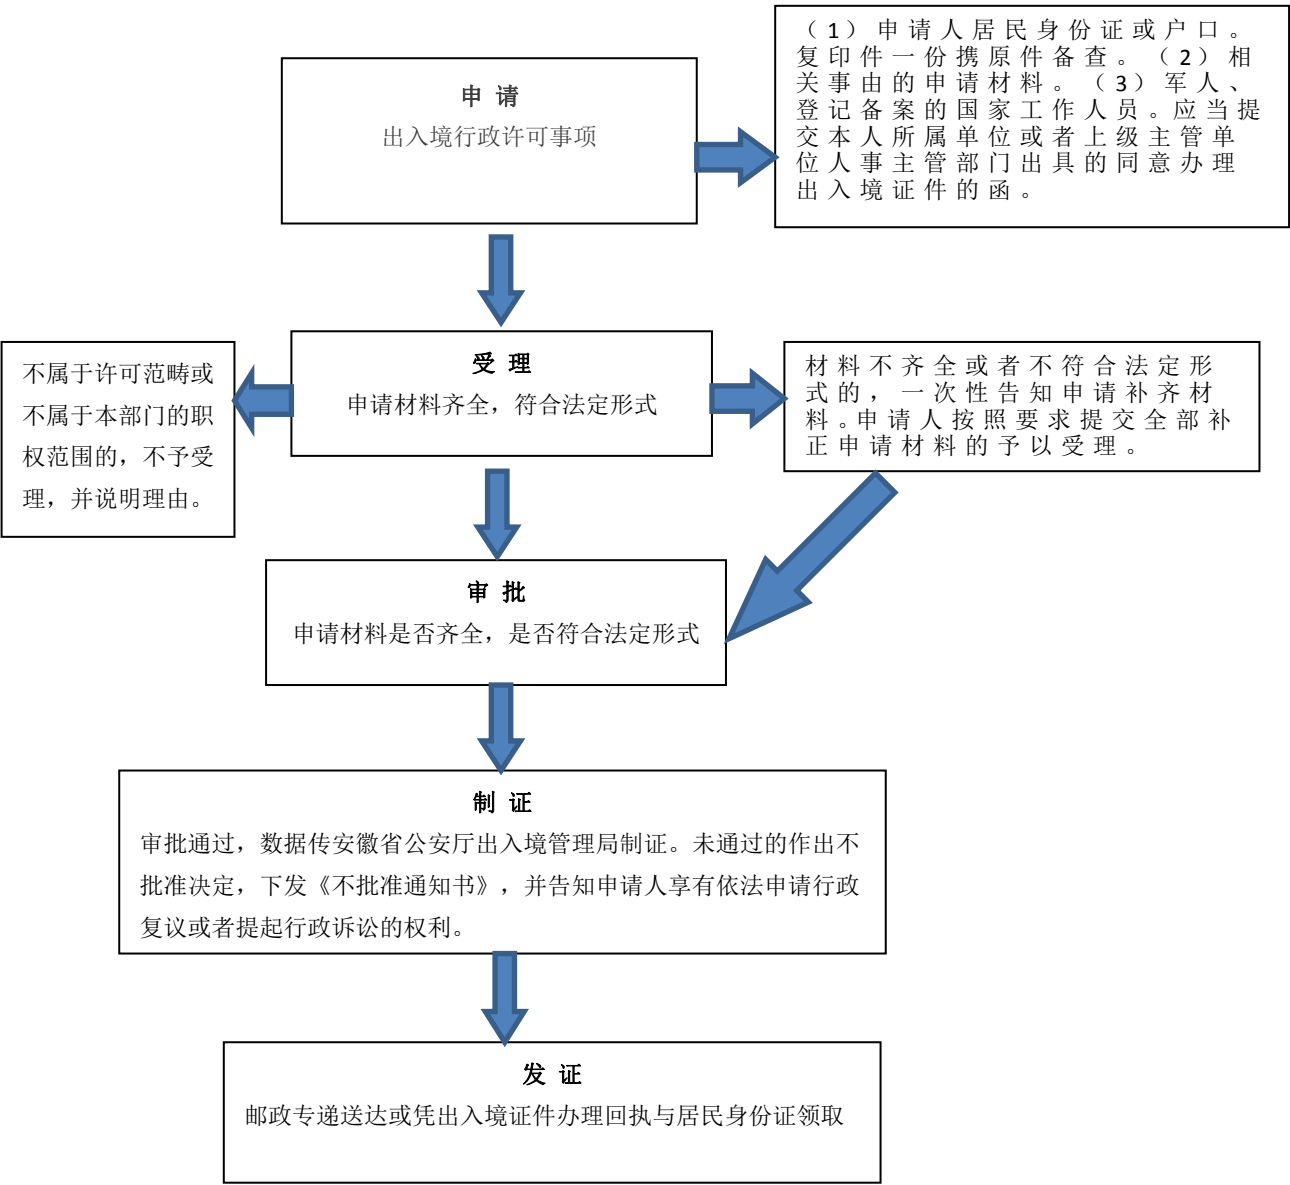 申 请
出入境行政许可事项
（1）申请人居民身份证或户口。
复印件一份携原件备查。（2）相
关事由的申请材料。（3）军人、
登记备案的国家工作人员。应当提
交本人所属单位或者上级主管单
位人事主管部门出具的同意办理
出入境证件的函。
受 理
申请材料齐全，符合法定形式
不属于许可范畴或
不属于本部门的职
权范围的，不予受
理，并说明理由。
材料不齐全或者不符合法定形
式的，一次性告知申请补齐材
料。申请人按照要求提交全部补
正申请材料的予以受理。
审 批
申请材料是否齐全，是否符合法定形式
制 证
审批通过，数据传安徽省公安厅出入境管理局制证。未通过的作出不
批准决定，下发《不批准通知书》，并告知申请人享有依法申请行政
复议或者提起行政诉讼的权利。
发 证
邮政专递送达或凭出入境证件办理回执与居民身份证领取